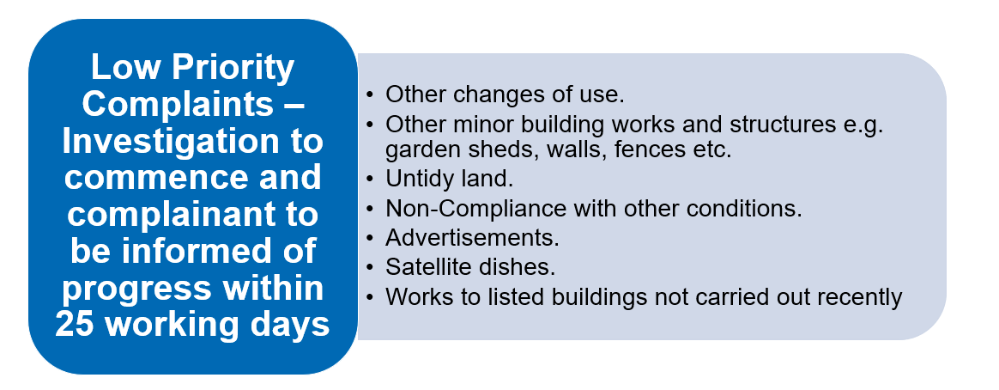 Low Priority
Complaints –
Investigation to
commence and
complainant to
be informed of
progress within
25 working days
• Other changes of use.
• Other minor building works and structures e.g.
garden sheds, walls, fences etc.
• Untidy land.
• Non-Compliance with other conditions.
• Advertisements.
• Satellite dishes.
• Works to listed buildings not carried out recently